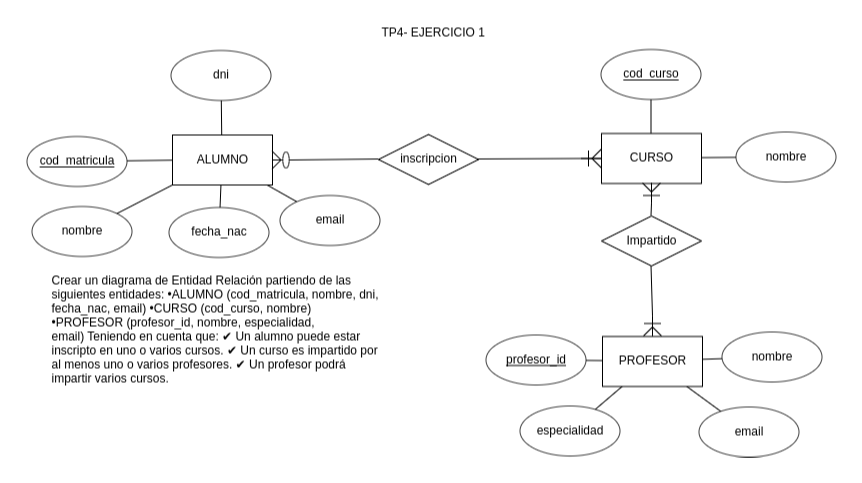 TP4- EJERCICIO 1
dni
cod_curso
cod_matricula
ALUMNO
inscripcion
CURSO
nombre
nombre
fecha_nac
email
Impartido
Crear un diagrama de Entidad Relación partiendo de las
siguientes entidades: •ALUMNO (cod_matricula, nombre, dni,
fecha_nac, email) •CURSO (cod_curso, nombre)
•PROFESOR (profesor_id, nombre, especialidad,
email) Teniendo en cuenta que: ✔ Un alumno puede estar
inscripto en uno o varios cursos. ✔ Un curso es impartido por
al menos uno o varios profesores. ✔ Un profesor podrá
impartir varios cursos.
profesor_id
PROFESOR
nombre
especialidad
email